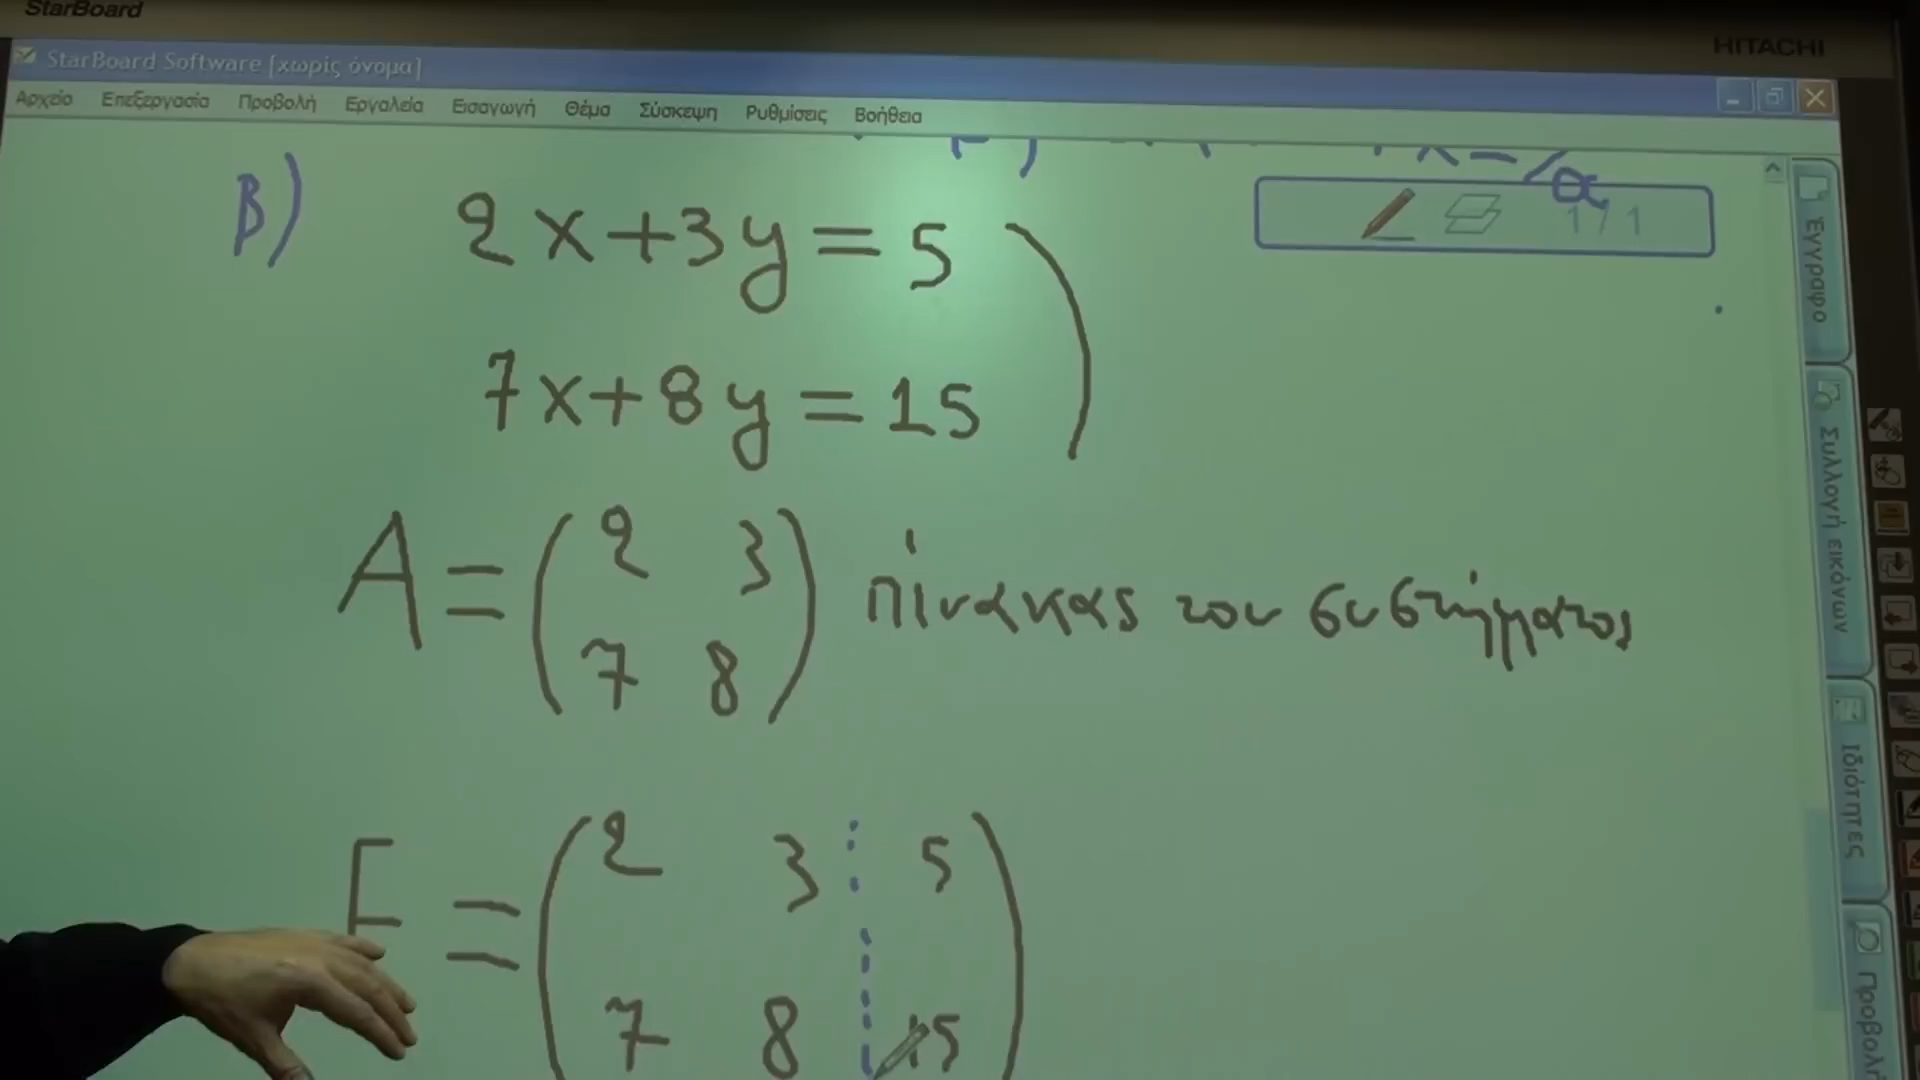 StarBoard
HITACHI
StarBoard Software [χωρίς όνομα]
Αρχείο Επεξεργασία Προβολή Εργαλεία Εισαγωγή Θέμα Σύσκεψη Ρυθμίσεις Βοήθεια
1 / 1
B)
2x+3y=5
7x+8y=15
A = ( 2 3
7 8 ) πίνακας του συστήματος
E = ( 2 3 5
7 8 15 )
Έγγραφο
Συλλογή εικόνων
Ιδιότητες
Προβολή